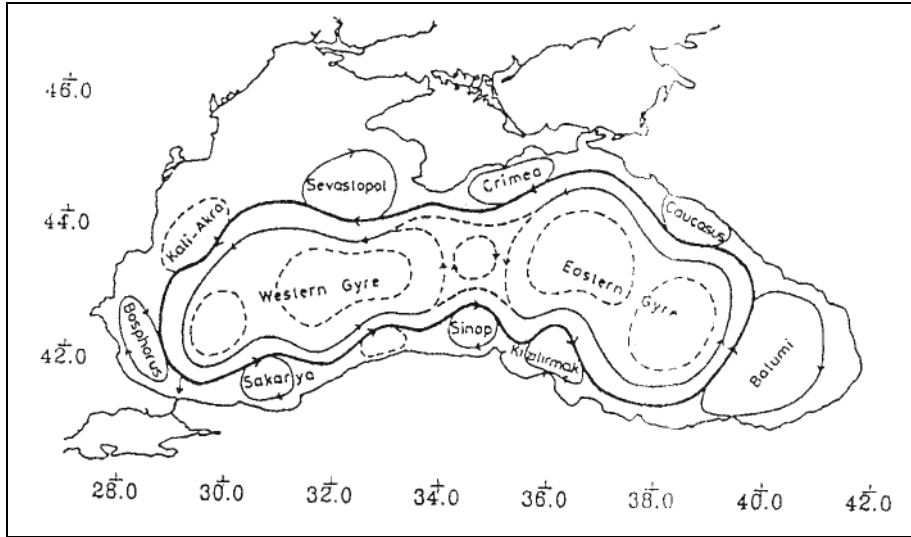 46.0
Sevastopol
Crimea
44.0
Kali-Akra
Caucasus
Western Gyre
Eastern
Gyre
Bosphorus
42.0
Sinop
Kizilirmak
Sakarya
Batumi
28.0 30.0 32.0 34.0 36.0 38.0 40.0 42.0